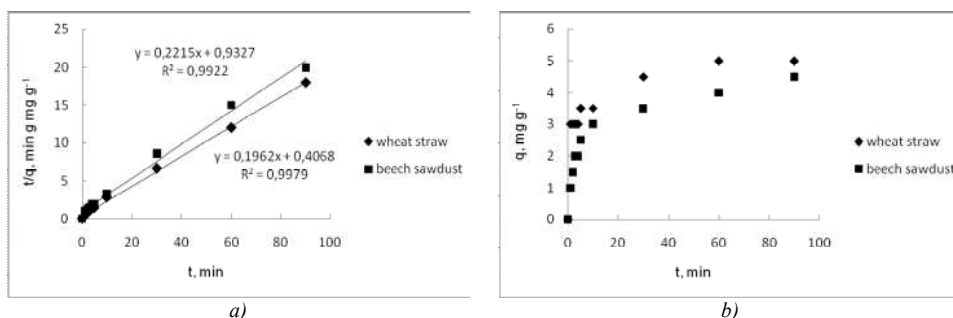 25
20
15
10
5
0
0 20 40 60 80 100
t/q, min g mg g⁻¹
t, min
y = 0,2215x + 0,9327
R² = 0,9922
y = 0,1962x + 0,4068
R² = 0,9979
wheat straw
beech sawdust
a)
6
5
4
3
2
1
0
0 20 40 60 80 100
q, mg g⁻¹
t, min
wheat straw
beech sawdust
b)